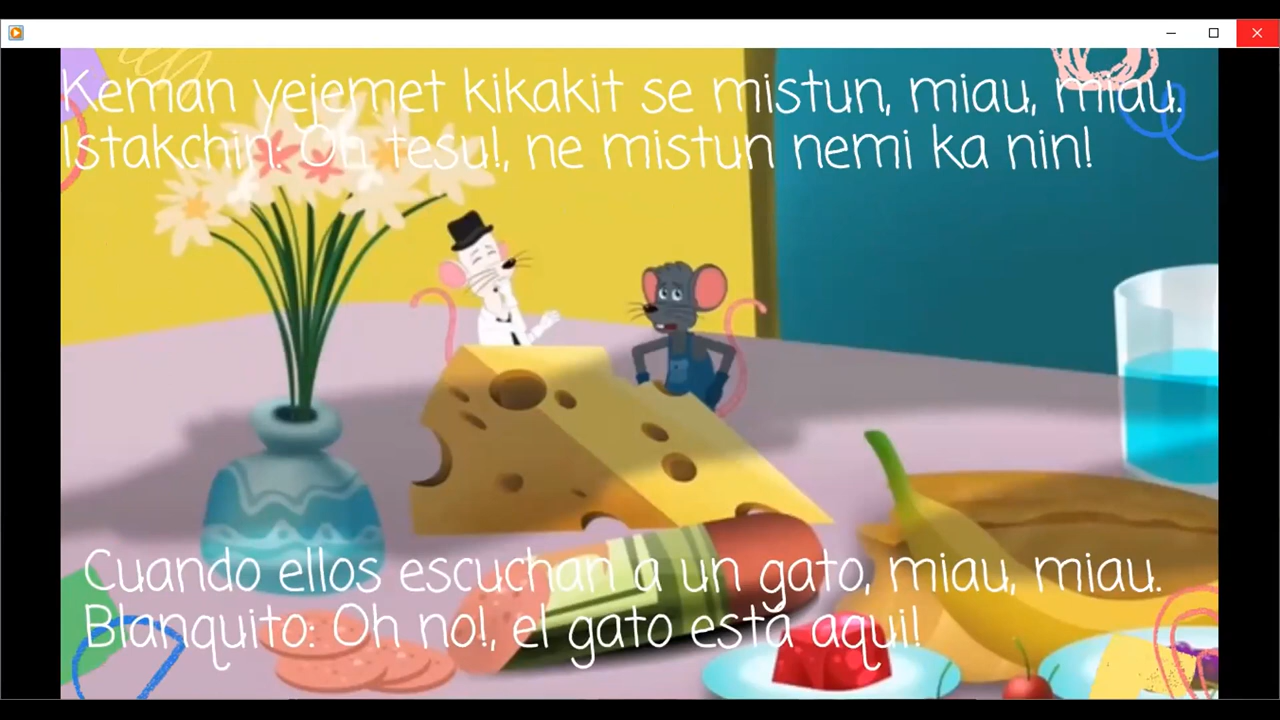 Keman yejemet kikakit se mistun, miau, miau.
Istakchin: Oh tesu!, ne mistun nemi ka nin!
Cuando ellos escuchan a un gato, miau, miau.
Blanquito: Oh no!, el gato está aqui!